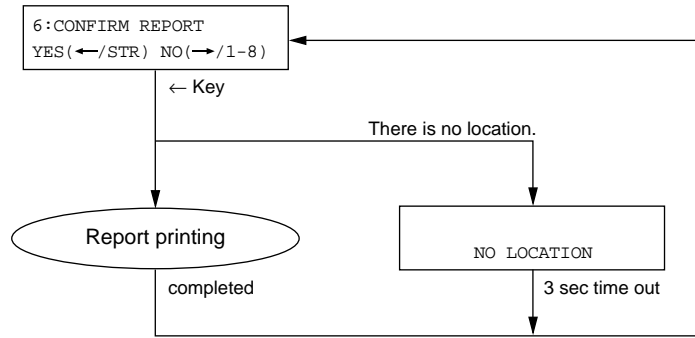 6:CONFIRM REPORT
YES(←/STR) NO(→/1-8)
← Key
There is no location.
Report printing
NO LOCATION
completed
3 sec time out